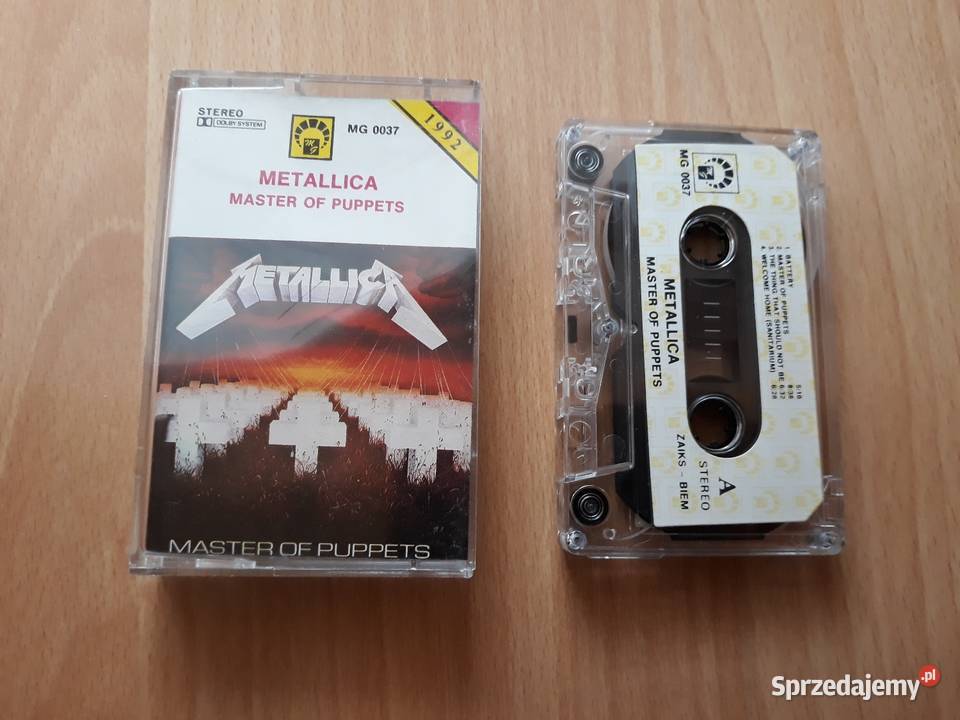 STEREO
DOLBY SYSTEM
MG
MG 0037
1992
METALLICA
MASTER OF PUPPETS
METALLICA
MASTER OF PUPPETS
MG 0037
1. BATTERY 5:10
2. MASTER OF PUPPETS 8:38
3. THE THING THAT SHOULD NOT BE 6:32
4. WELCOME HOME (SANITARIUM) 6:28
METALLICA
MASTER OF PUPPETS
A
STEREO
ZAIKS - BIEM
Sprzedajemy.pl